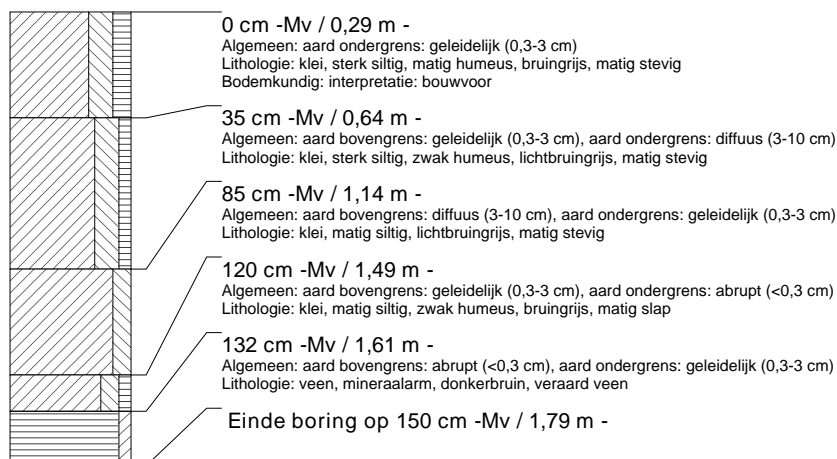 0 cm -Mv / 0,29 m -
Algemeen: aard ondergrens: geleidelijk (0,3-3 cm)
Lithologie: klei, sterk siltig, matig humeus, bruingrijs, matig stevig
Bodemkundig: interpretatie: bouwvoor
35 cm -Mv / 0,64 m -
Algemeen: aard bovengrens: geleidelijk (0,3-3 cm), aard ondergrens: diffuus (3-10 cm)
Lithologie: klei, sterk siltig, zwak humeus, lichtbruingrijs, matig stevig
85 cm -Mv / 1,14 m -
Algemeen: aard bovengrens: diffuus (3-10 cm), aard ondergrens: geleidelijk (0,3-3 cm)
Lithologie: klei, matig siltig, lichtbruingrijs, matig stevig
120 cm -Mv / 1,49 m -
Algemeen: aard bovengrens: geleidelijk (0,3-3 cm), aard ondergrens: abrupt (<0,3 cm)
Lithologie: klei, matig siltig, zwak humeus, bruingrijs, matig slap
132 cm -Mv / 1,61 m -
Algemeen: aard bovengrens: abrupt (<0,3 cm), aard ondergrens: geleidelijk (0,3-3 cm)
Lithologie: veen, mineraalarm, donkerbruin, veraard veen
Einde boring op 150 cm -Mv / 1,79 m -